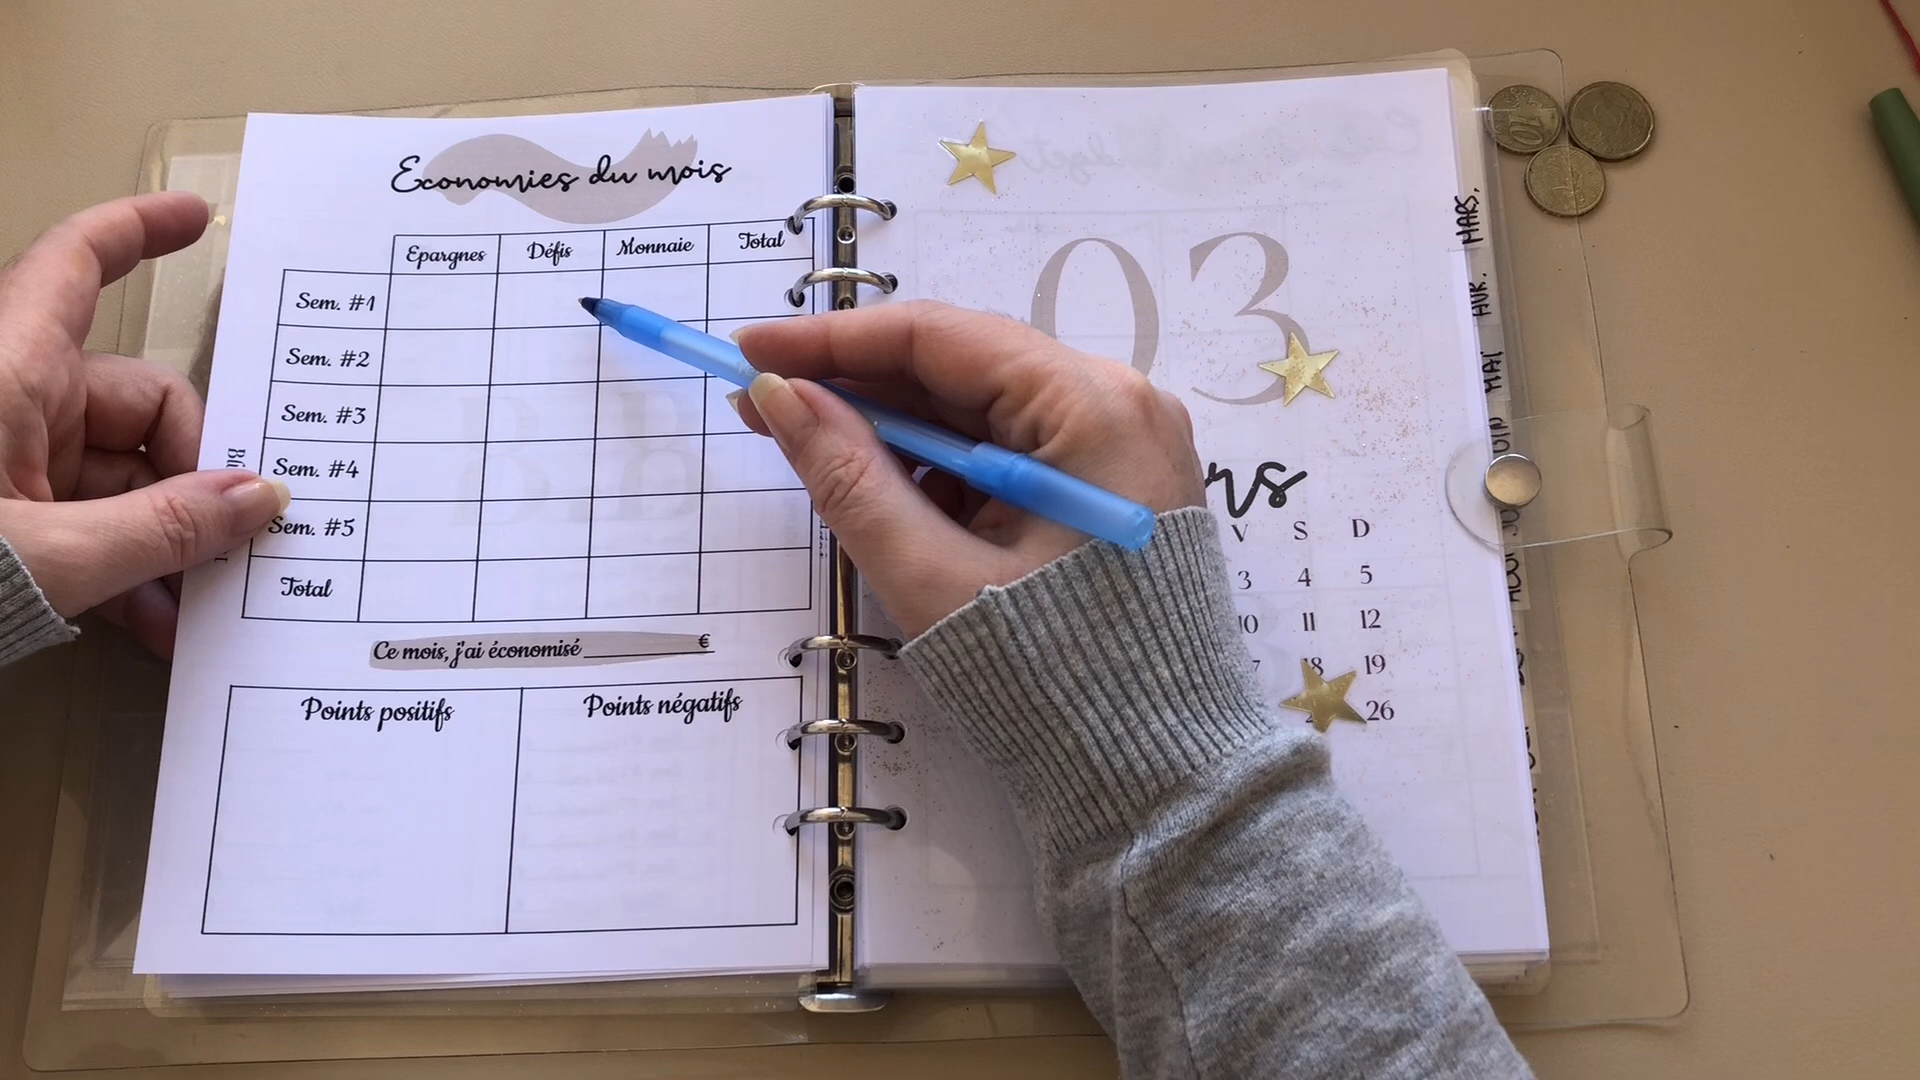 Economies du mois
Epargnes Défis Monnaie Total
Sem. #1
Sem. #2
Sem. #3
Sem. #4
Sem. #5
Total
Ce mois, j'ai économisé ________ €
Points positifs Points négatifs
03
V S D
3 4 5
10 11 12
18 19
26
MARS.
AVR.
MAI